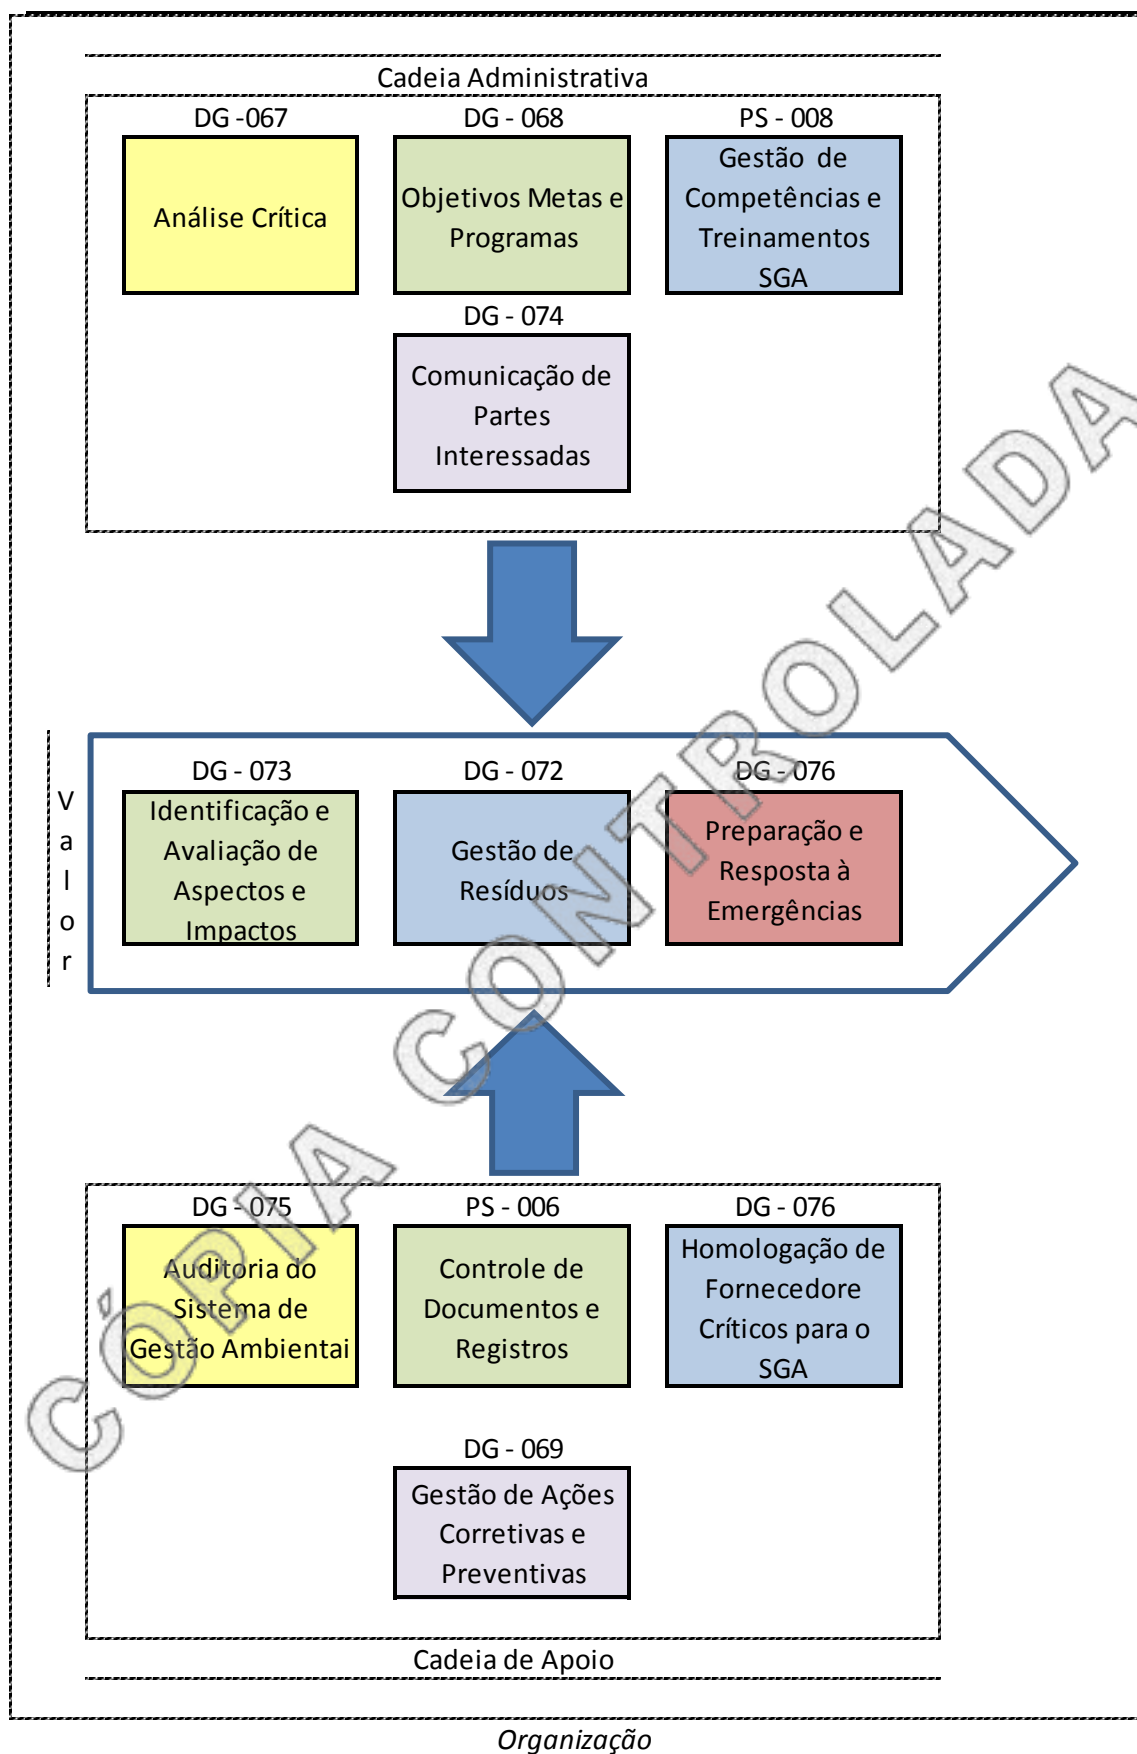 Cadeia Administrativa
DG -067
DG - 068
PS - 008
Análise Crítica
Objetivos Metas e
Programas
Gestão de
Competências e
Treinamentos
SGA
DG - 074
Comunicação de
Partes
Interessadas
Valor
DG - 073
DG - 072
DG - 076
Identificação e
Avaliação de
Aspectos e
Impactos
Gestão de
Resíduos
Preparação e
Resposta à
Emergências
DG - 075
PS - 006
DG - 076
Auditoria do
Sistema de
Gestão Ambientai
Controle de
Documentos e
Registros
Homologação de
Fornecedore
Críticos para o
SGA
DG - 069
Gestão de Ações
Corretivas e
Preventivas
Cadeia de Apoio
Organização
CÓPIA CONTROLADA